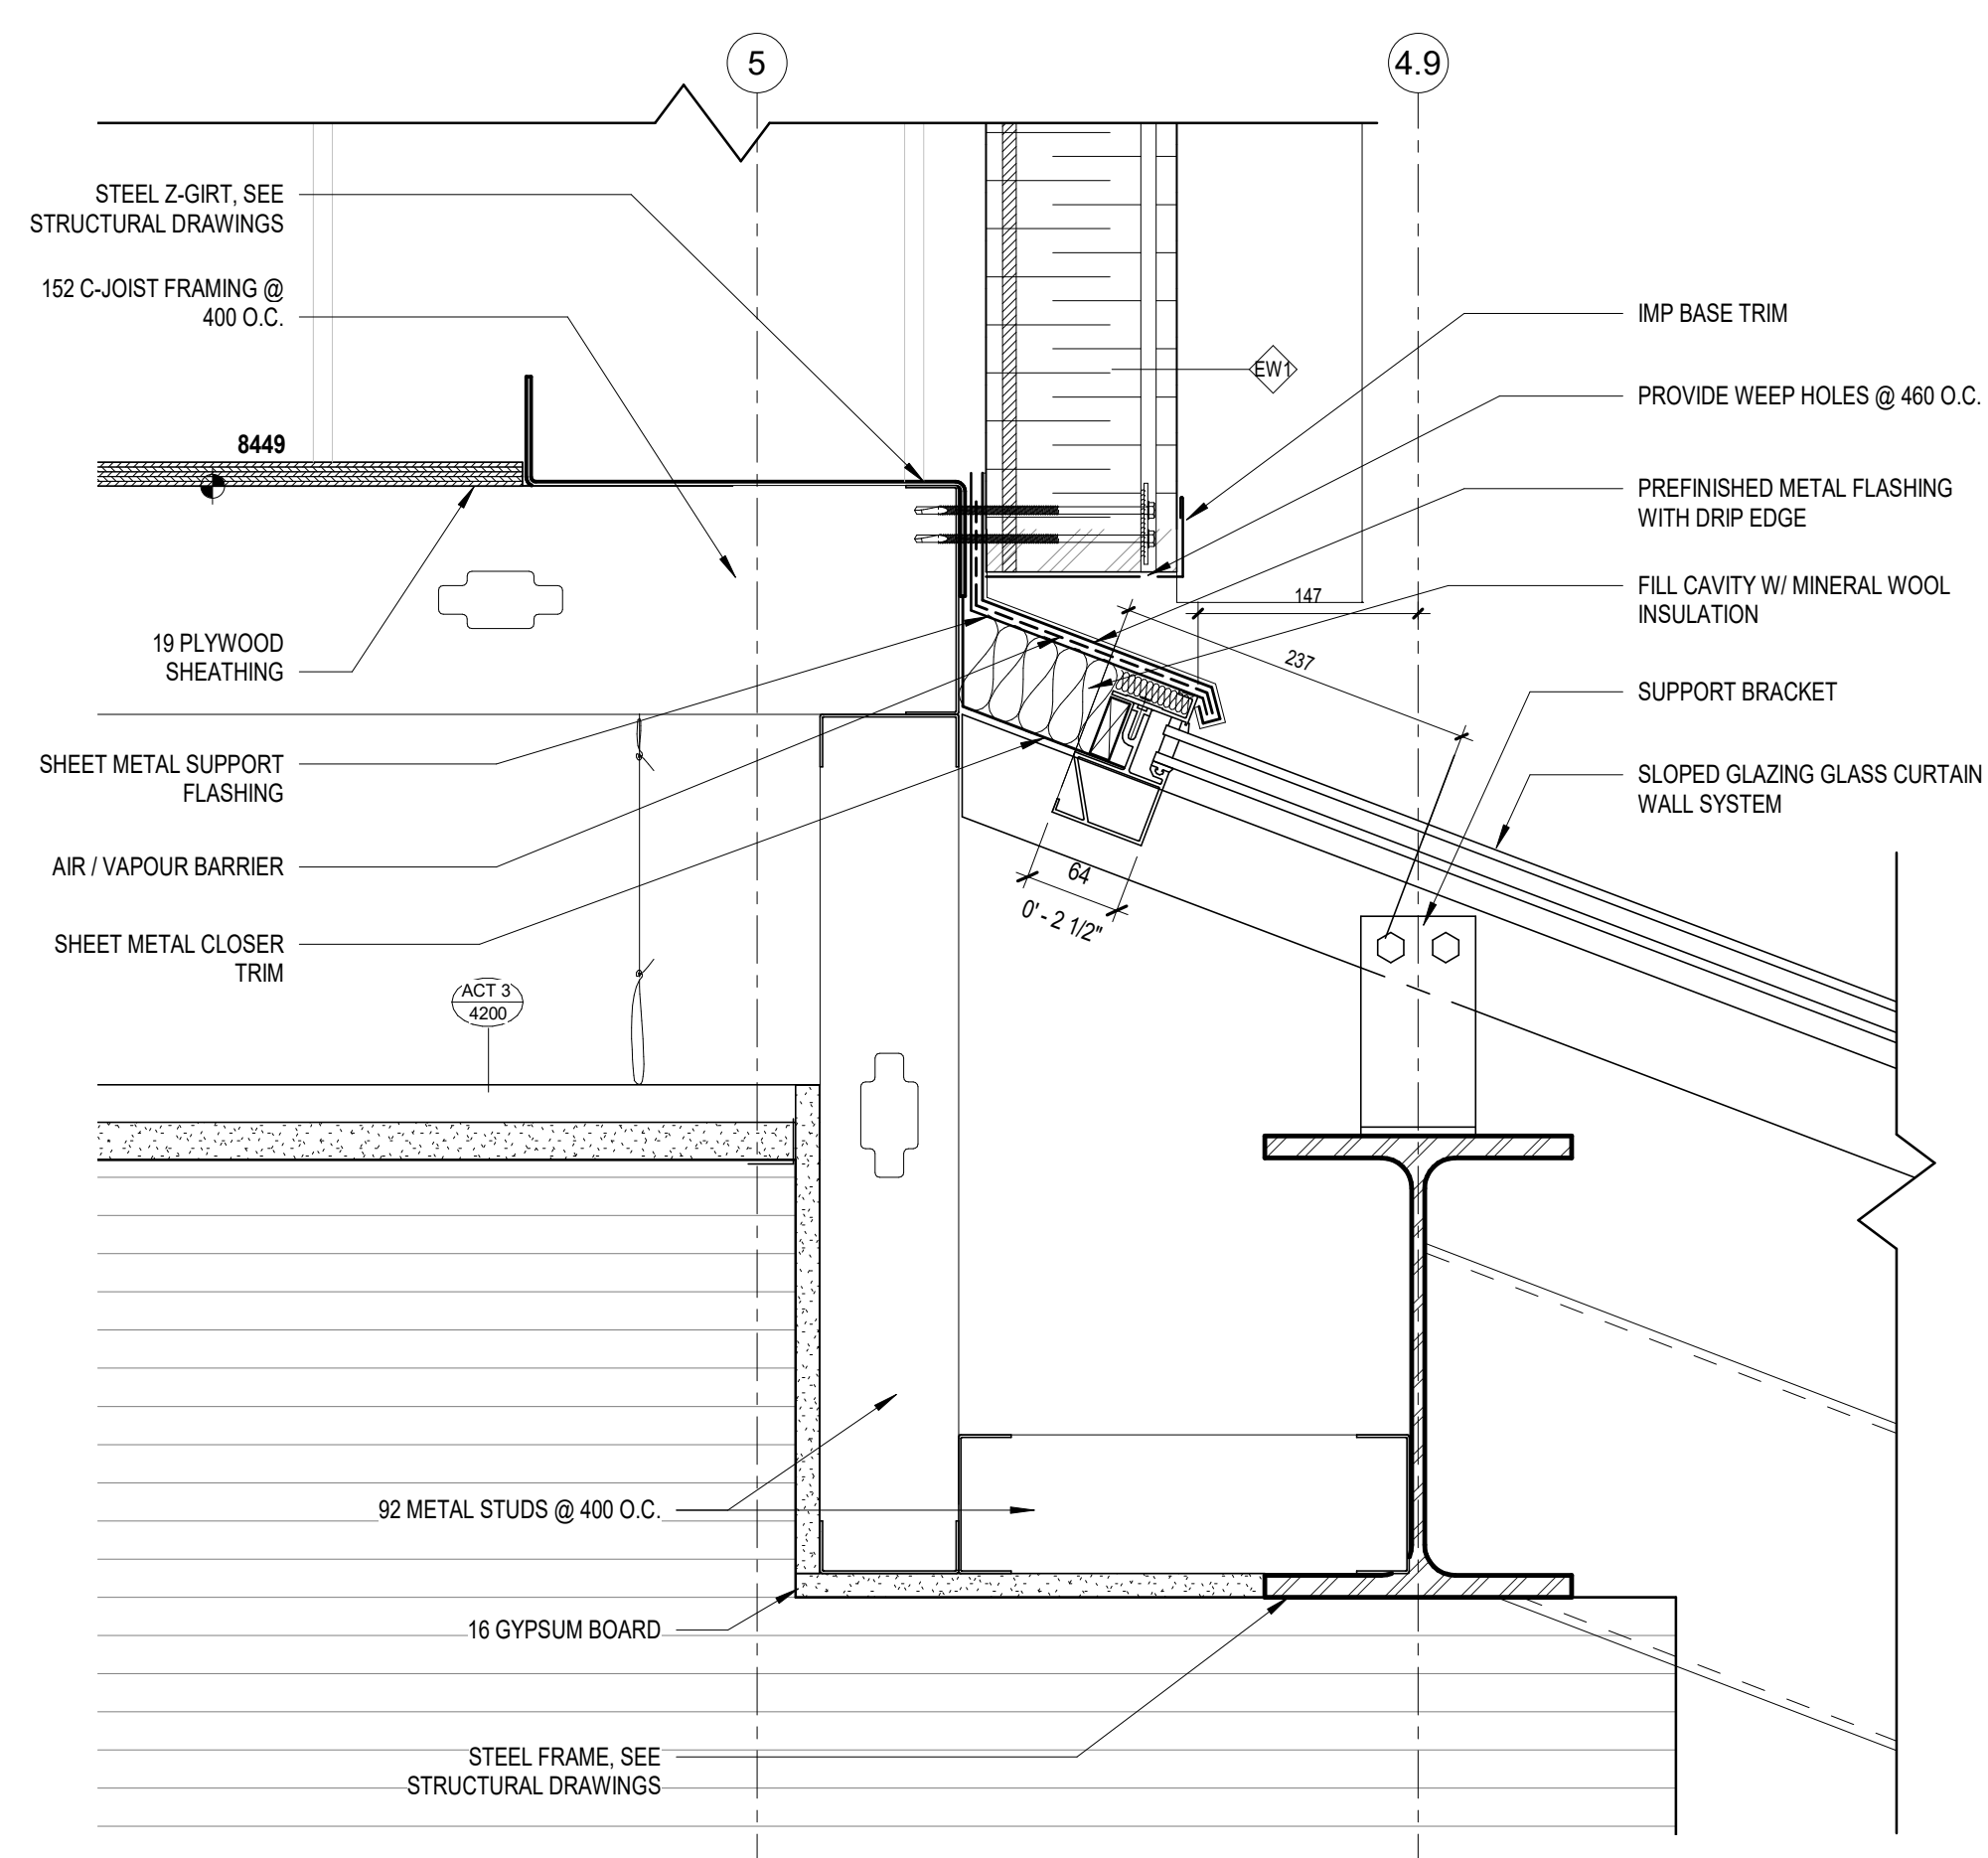 5
4.9
STEEL Z-GIRT, SEE
STRUCTURAL DRAWINGS
152 C-JOIST FRAMING @
400 O.C.
8449
19 PLYWOOD
SHEATHING
SHEET METAL SUPPORT
FLASHING
AIR / VAPOUR BARRIER
SHEET METAL CLOSER
TRIM
ACT 3
4200
92 METAL STUDS @ 400 O.C.
16 GYPSUM BOARD
STEEL FRAME, SEE
STRUCTURAL DRAWINGS
EW1
147
237
64
0' - 2 1/2"
IMP BASE TRIM
PROVIDE WEEP HOLES @ 460 O.C.
PREFINISHED METAL FLASHING
WITH DRIP EDGE
FILL CAVITY W/ MINERAL WOOL
INSULATION
SUPPORT BRACKET
SLOPED GLAZING GLASS CURTAIN
WALL SYSTEM